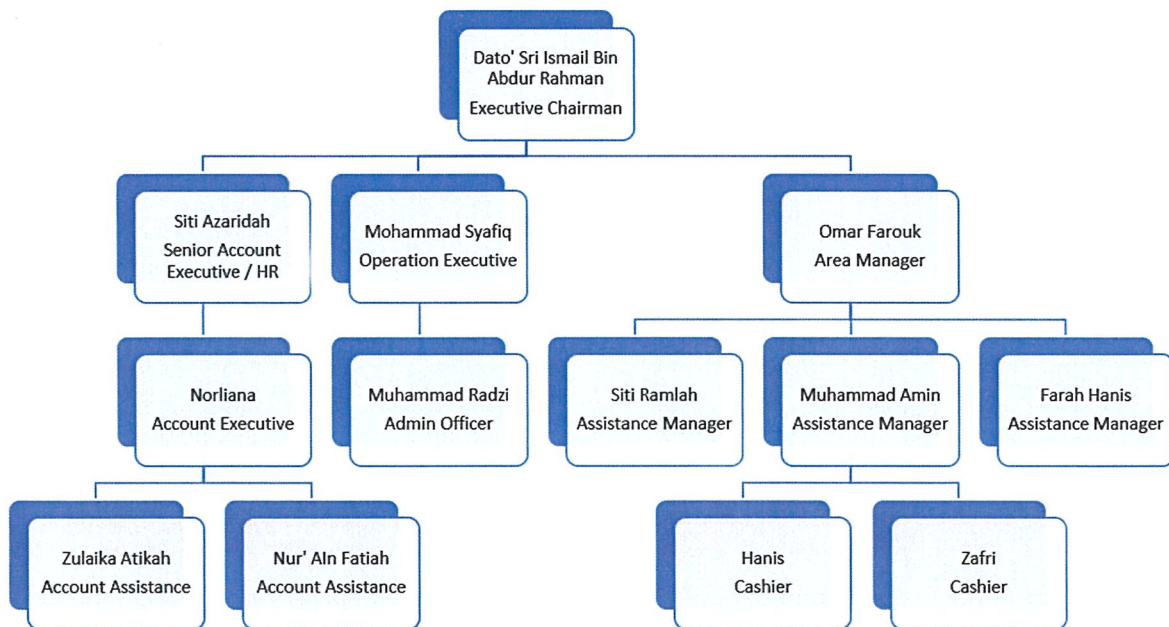 Dato' Sri Ismail Bin
Abdur Rahman
Executive Chairman
Siti Azaridah
Senior Account
Executive / HR
Mohammad Syafiq
Operation Executive
Omar Farouk
Area Manager
Norliana
Account Executive
Muhammad Radzi
Admin Officer
Siti Ramlah
Assistance Manager
Muhammad Amin
Assistance Manager
Farah Hanis
Assistance Manager
Zulaika Atikah
Account Assistance
Nur' AIn Fatiah
Account Assistance
Hanis
Cashier
Zafri
Cashier